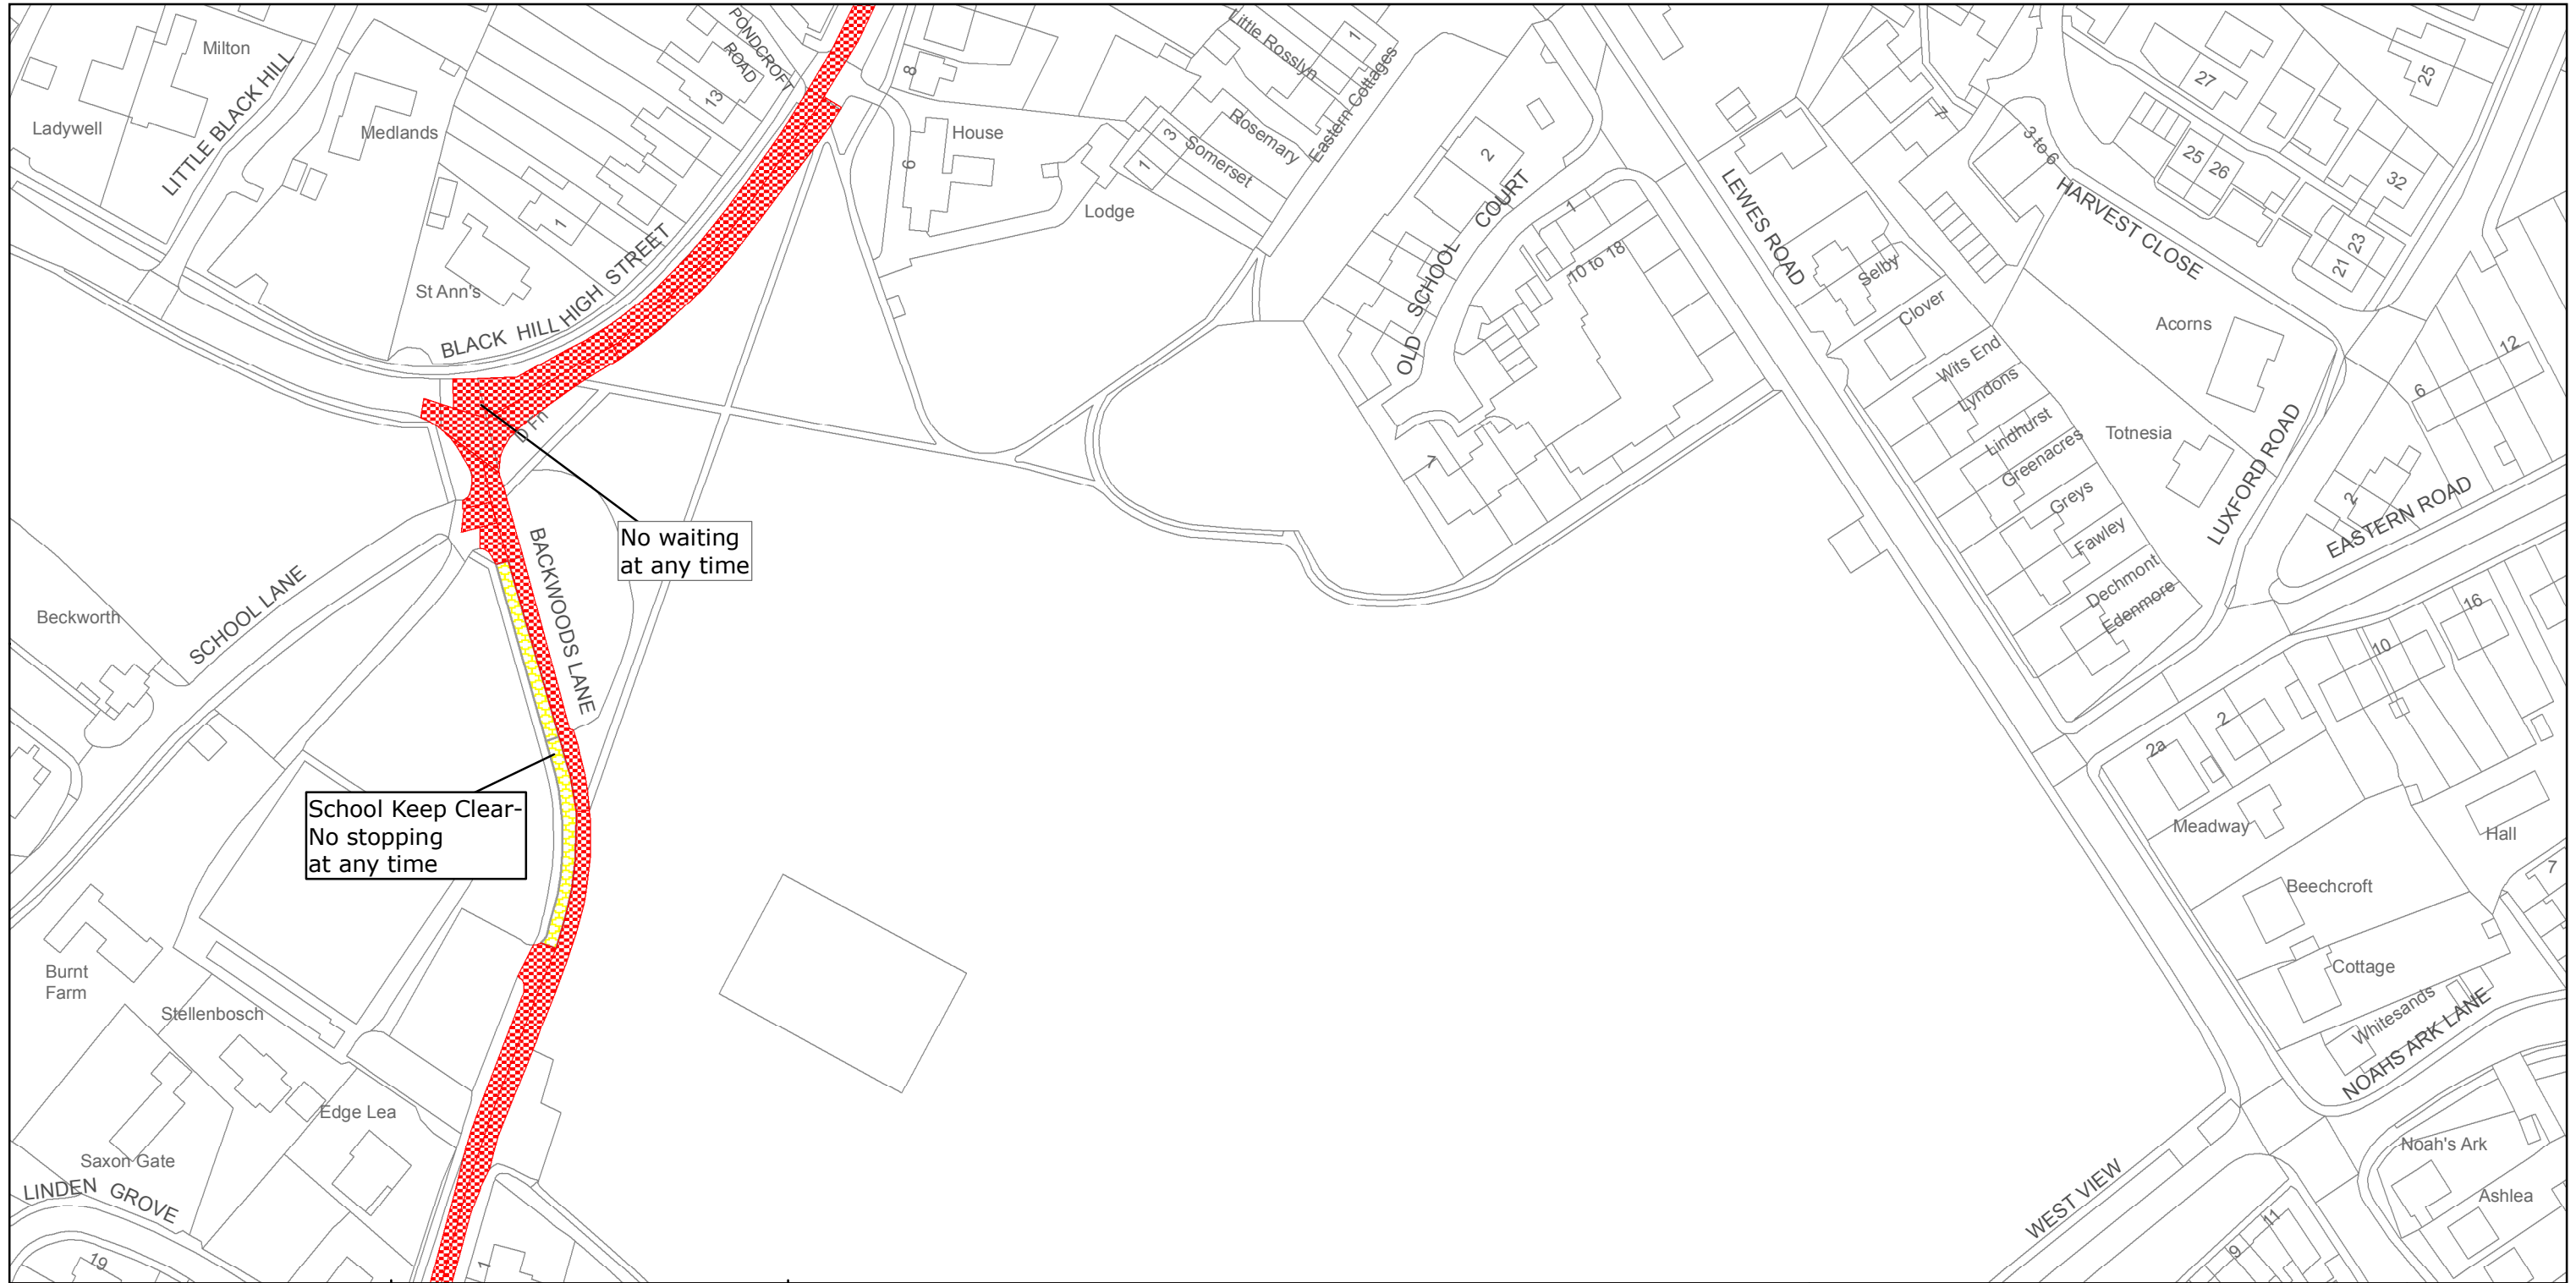 Milton
Ladywell
LITTLE BLACK HILL
Medlands
PONDCROFT
ROAD
13
8
6
House
Lodge
Little Rosslyn
1
Eastern Cottages
Rosemary
Somerset
3
1
1
St Ann's
BLACK HILL
HIGH STREET
D Fn
2
OLD SCHOOL COURT
1
10 to 18
7
LEWES ROAD
7
3 to 6
HARVEST CLOSE
27
25
25
26
32
23
21
Selby
Clover
Wits End
Lyndons
Lindhurst
Greenacres
Greys
Fawley
Dechmont
Edenmore
Acorns
Totnesia
LUXFORD ROAD
12
6
2
EASTERN ROAD
No waiting
at any time
BACKWOODS LANE
Beckworth
SCHOOL LANE
School Keep Clear-
No stopping
at any time
16
10
2
2a
Meadway
Hall
7
Beechcroft
Cottage
Whitesands
NOAHS ARK LANE
Burnt
Farm
Stellenbosch
Edge Lea
Saxon Gate
LINDEN GROVE
19
1
WEST VIEW
Noah's Ark
Ashlea
11
9